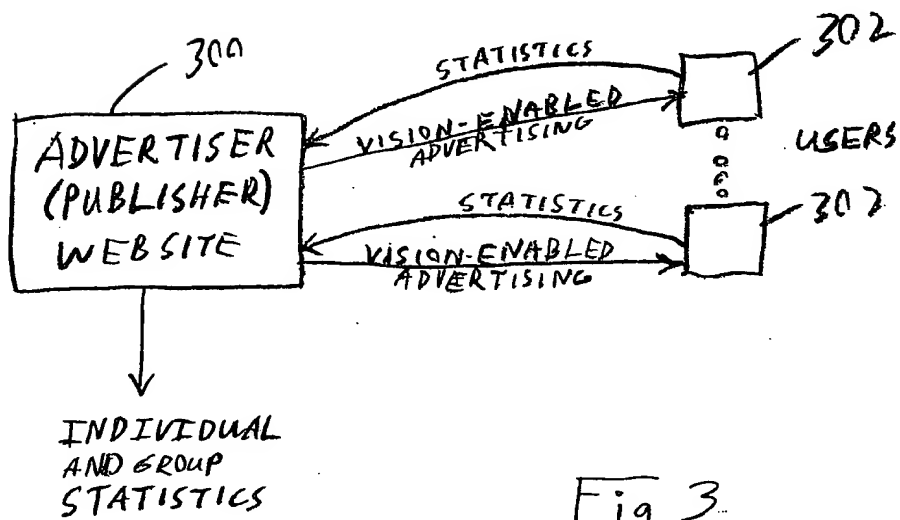 300
302
STATISTICS
VISION-ENABLED
ADVERTISING
ADVERTISER
(PUBLISHER)
WEBSITE
USERS
STATISTICS
302
VISION-ENABLED
ADVERTISING
INDIVIDUAL
AND GROUP
STATISTICS
Fig 3